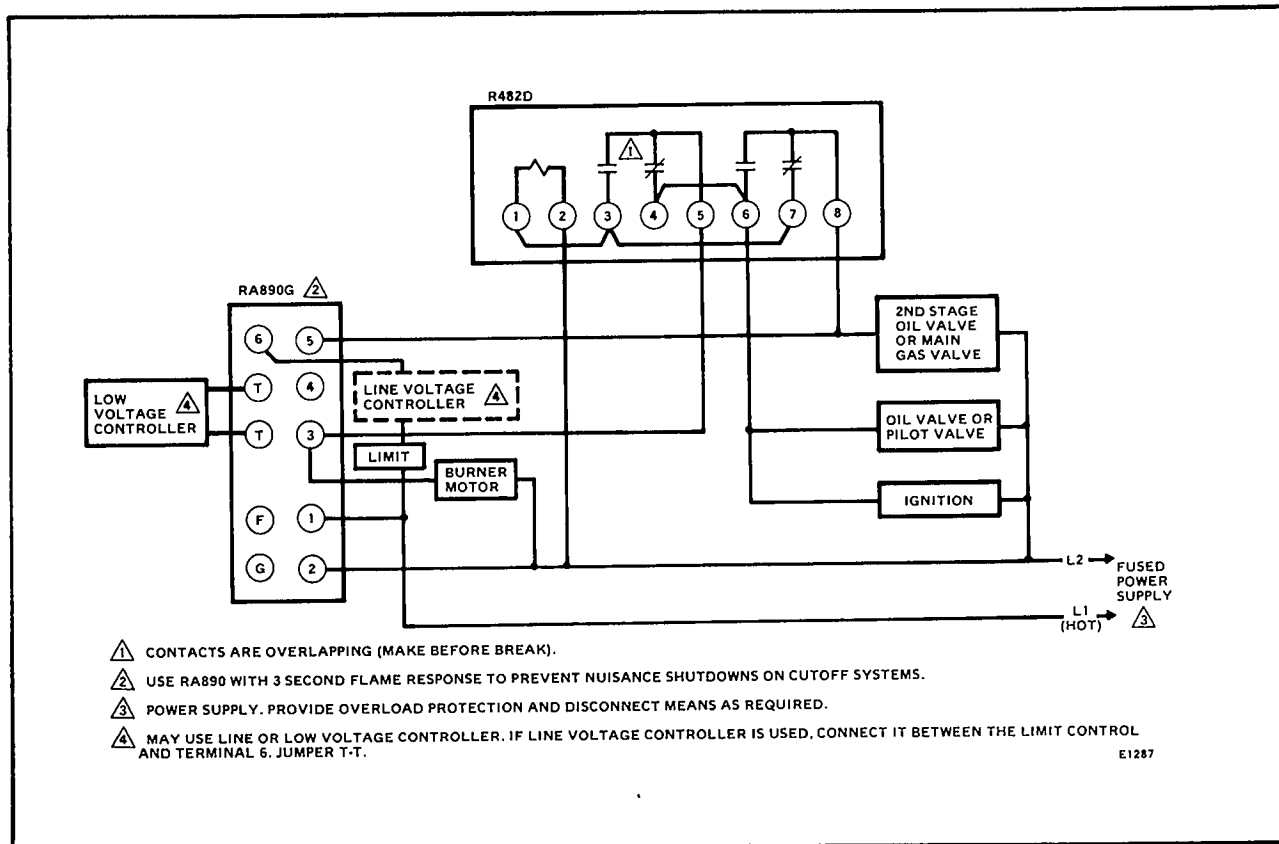 R482D
1
1 2 3 4 5 6 7 8
RA890G 2
6 5
T 4
T 3
F 1
G 2
LOW
VOLTAGE 4
CONTROLLER
LINE VOLTAGE
CONTROLLER 4
LIMIT
BURNER
MOTOR
2ND STAGE
OIL VALVE
OR MAIN
GAS VALVE
OIL VALVE OR
PILOT VALVE
IGNITION
L2
FUSED
POWER
SUPPLY
L1
(HOT)
3
1 CONTACTS ARE OVERLAPPING (MAKE BEFORE BREAK).
2 USE RA890 WITH 3 SECOND FLAME RESPONSE TO PREVENT NUISANCE SHUTDOWNS ON CUTOFF SYSTEMS.
3 POWER SUPPLY. PROVIDE OVERLOAD PROTECTION AND DISCONNECT MEANS AS REQUIRED.
4 MAY USE LINE OR LOW VOLTAGE CONTROLLER. IF LINE VOLTAGE CONTROLLER IS USED, CONNECT IT BETWEEN THE LIMIT CONTROL
AND TERMINAL 6. JUMPER T-T.
E1287